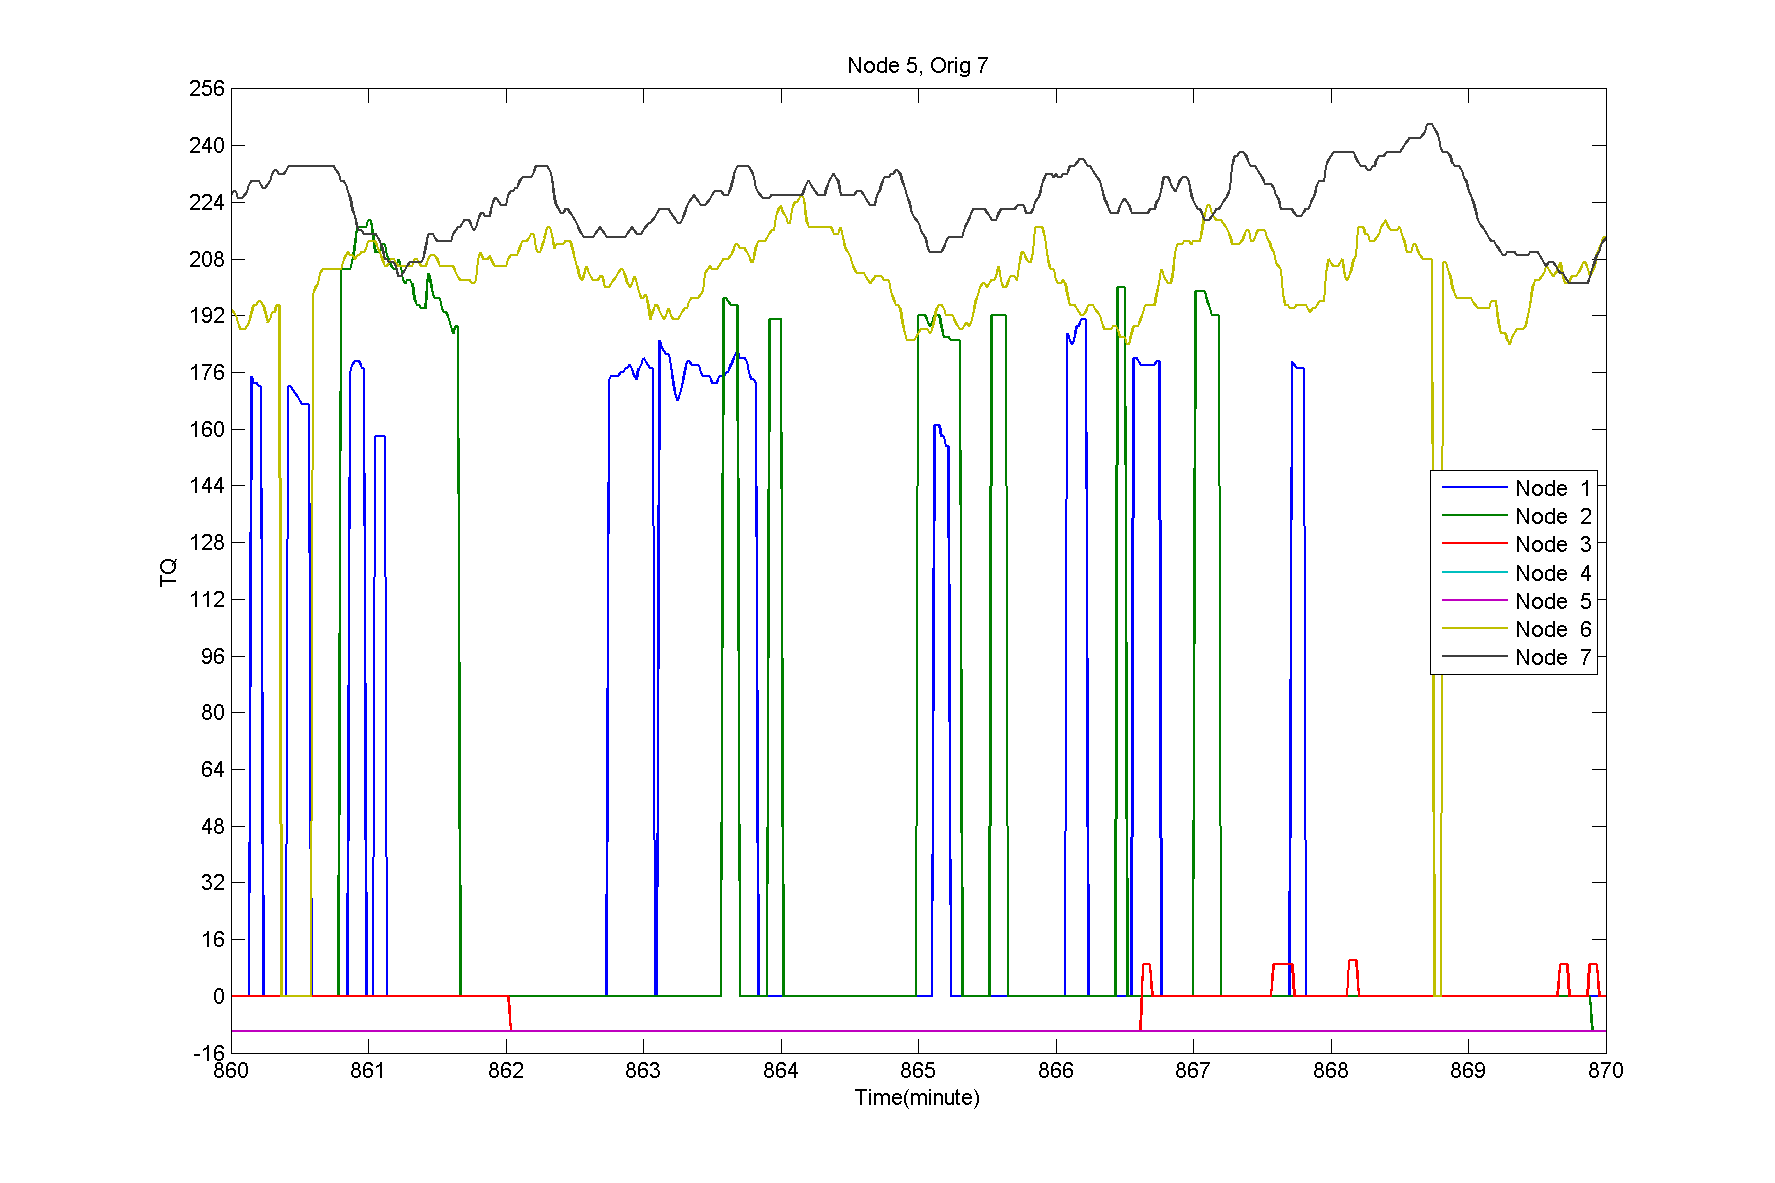 Node 5, Orig 7
256
240
224
208
192
176
160
144
128
112
96
80
64
48
32
16
0
-16
TQ
860 861 862 863 864 865 866 867 868 869 870
Time(minute)
Node 1
Node 2
Node 3
Node 4
Node 5
Node 6
Node 7